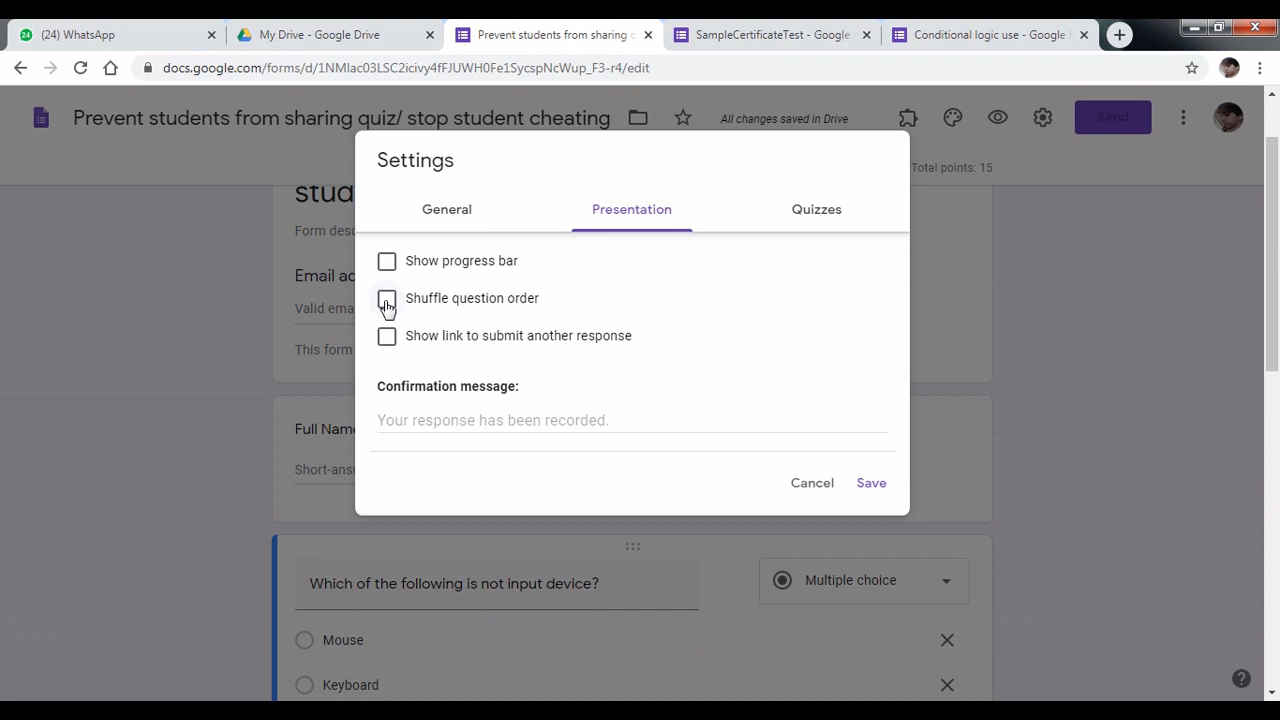 (24) WhatsApp
My Drive - Google Drive
Prevent students from sharing q
SampleCertificateTest - Google
Conditional logic use - Google
docs.google.com/forms/d/1NMlac03LSC2icivy4fFJUWH0Fe1SycspNcWup_F3-r4/edit
Prevent students from sharing quiz/ stop student cheating
All changes saved in Drive
Send
Total points: 15
Settings
General
Presentation
Quizzes
Show progress bar
Shuffle question order
Show link to submit another response
Confirmation message:
Your response has been recorded.
Cancel
Save
stud
Form desc
Email ad
Valid ema
This form
Full Name
Short-answ
Which of the following is not input device?
Multiple choice
Mouse
Keyboard